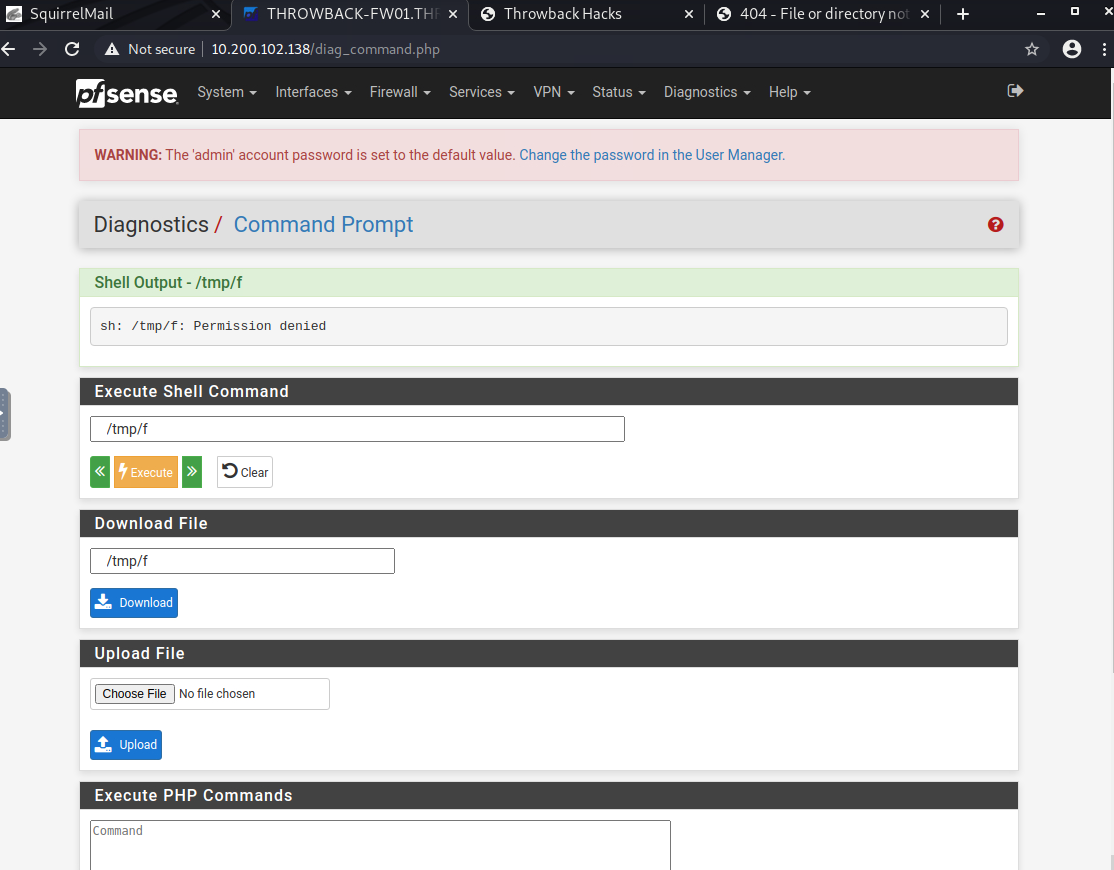 SquirrelMail
THROWBACK-FW01.THR
Throwback Hacks
404 - File or directory not
Not secure
10.200.102.138/diag_command.php
pfsense
System
Interfaces
Firewall
Services
VPN
Status
Diagnostics
Help
WARNING: The 'admin' account password is set to the default value. Change the password in the User Manager.
Diagnostics / Command Prompt
Shell Output - /tmp/f
sh: /tmp/f: Permission denied
Execute Shell Command
/tmp/f
Execute
Clear
Download File
/tmp/f
Download
Upload File
Choose File No file chosen
Upload
Execute PHP Commands
Command